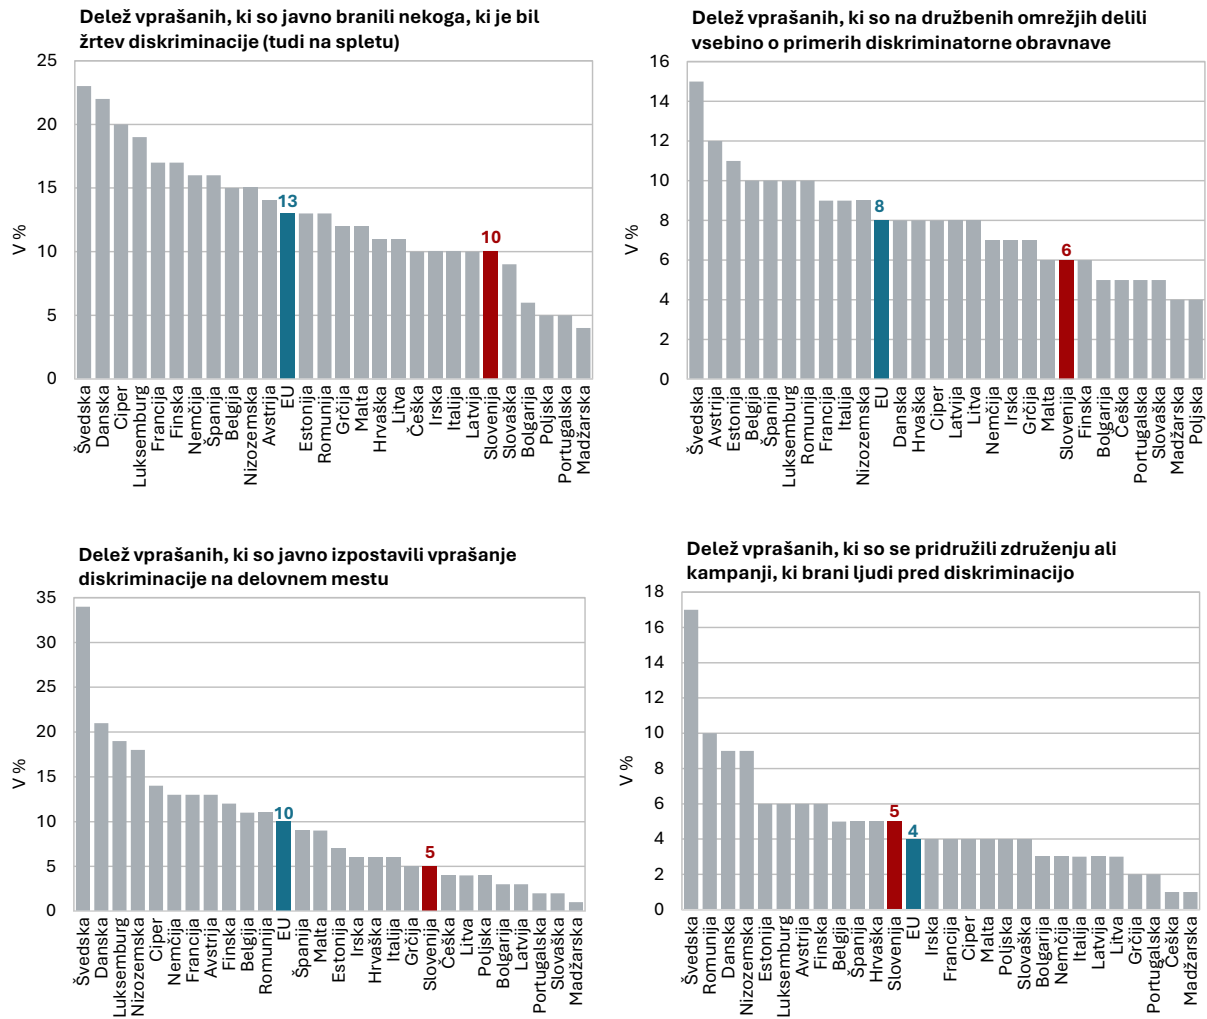 Delež vprašanih, ki so javno branili nekoga, ki je bil
žrtev diskriminacije (tudi na spletu)
25
20
15
10
5
0
V %
13
10
Švedska
Danska
Ciper
Luksemburg
Francija
Finska
Nemčija
Španija
Belgija
Nizozemska
Avstrija
EU
Estonija
Romunija
Grčija
Malta
Hrvaška
Litva
Češka
Irska
Italija
Latvija
Slovenija
Slovaška
Bolgarija
Poljska
Portugalska
Madžarska
Delež vprašanih, ki so na družbenih omrežjih delili
vsebino o primerih diskriminatorne obravnave
16
14
12
10
8
6
4
2
0
V %
8
6
Švedska
Avstrija
Estonija
Belgija
Španija
Luksemburg
Romunija
Francija
Italija
Nizozemska
EU
Danska
Hrvaška
Ciper
Latvija
Litva
Nemčija
Irska
Grčija
Malta
Slovenija
Finska
Bolgarija
Češka
Portugalska
Slovaška
Madžarska
Poljska
Delež vprašanih, ki so javno izpostavili vprašanje
diskriminacije na delovnem mestu
35
30
25
20
15
10
5
0
V %
10
5
Švedska
Danska
Luksemburg
Nizozemska
Ciper
Nemčija
Francija
Avstrija
Finska
Belgija
Romunija
EU
Španija
Malta
Estonija
Irska
Hrvaška
Italija
Grčija
Slovenija
Češka
Litva
Poljska
Bolgarija
Latvija
Portugalska
Slovaška
Madžarska
Delež vprašanih, ki so se pridružili združenju ali
kampanji, ki brani ljudi pred diskriminacijo
18
16
14
12
10
8
6
4
2
0
V %
5
4
Švedska
Romunija
Danska
Nizozemska
Estonija
Luksemburg
Avstrija
Finska
Belgija
Španija
Hrvaška
Slovenija
EU
Irska
Francija
Ciper
Malta
Poljska
Slovaška
Bolgarija
Nemčija
Italija
Latvija
Litva
Grčija
Portugalska
Češka
Madžarska